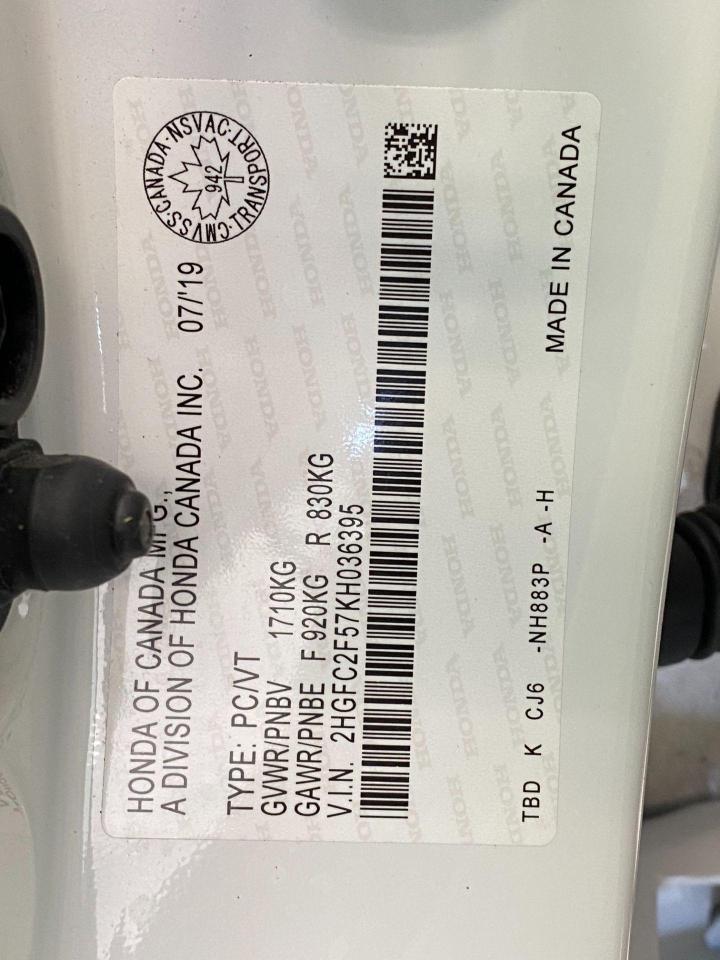 HONDA OF CANADA MFG.,
A DIVISION OF HONDA CANADA INC. 07/'19
CMVSS·CANADA·NSVAC·TRANSPORT·
942
TYPE: PC/VT
GVWR/PNBV 1710KG
GAWR/PNBE F 920KG R 830KG
V.I.N. 2HGFC2F57KH036395
TBD K CJ6 -NH883P -A -H
MADE IN CANADA